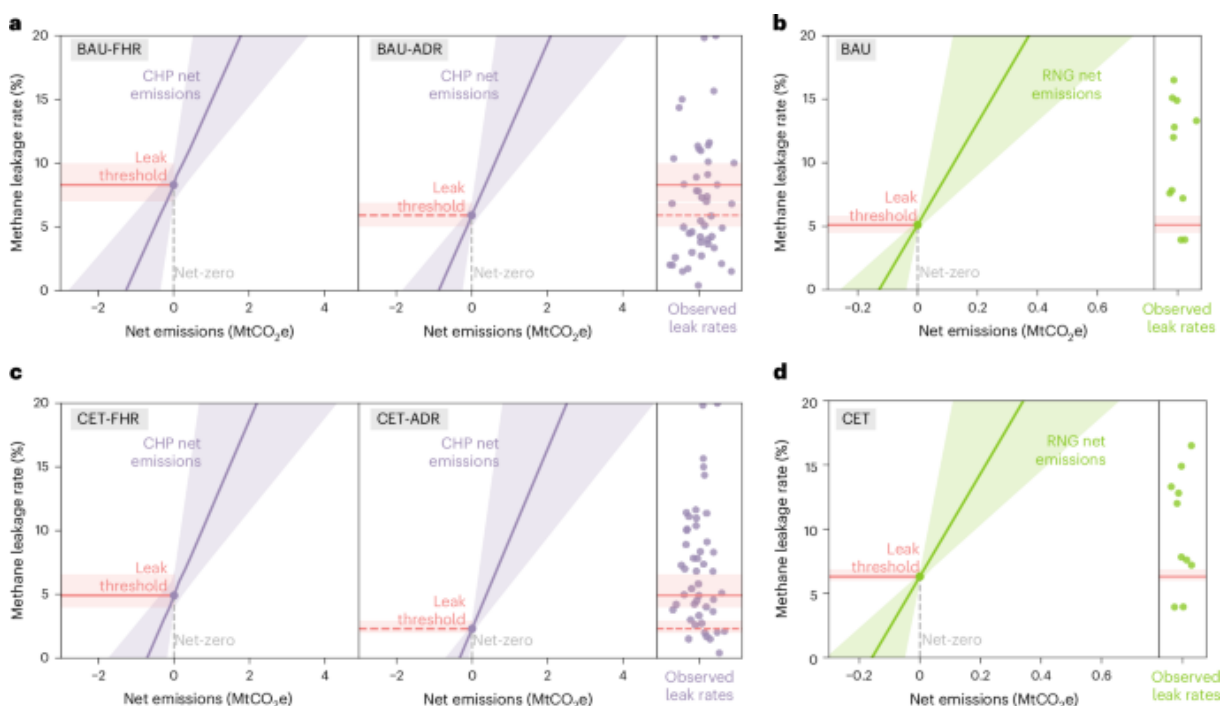 a
BAU-FHR
BAU-ADR
20
15
10
5
0
Methane leakage rate (%)
CHP net
emissions
Leak
threshold
Net-zero
CHP net
emissions
Leak
threshold
Net-zero
−2
0
2
4
−2
0
2
4
Net emissions (MtCO₂e)
Net emissions (MtCO₂e)
Observed
leak rates
b
BAU
20
15
10
5
0
Methane leakage rate (%)
RNG net
emissions
Leak
threshold
Net-zero
0
0.2
0.4
0.6
Net emissions (MtCO₂e)
Observed
leak rates
c
CET-FHR
CET-ADR
20
15
10
5
0
Methane leakage rate (%)
CHP net
emissions
Leak
threshold
Net-zero
CHP net
emissions
Leak
threshold
Net-zero
−2
0
2
4
−2
0
2
4
Net emissions (MtCO₂e)
Net emissions (MtCO₂e)
Observed
leak rates
d
CET
20
15
10
5
0
Methane leakage rate (%)
RNG net
emissions
Leak
threshold
Net-zero
0
0.2
0.4
0.6
Net emissions (MtCO₂e)
Observed
leak rates